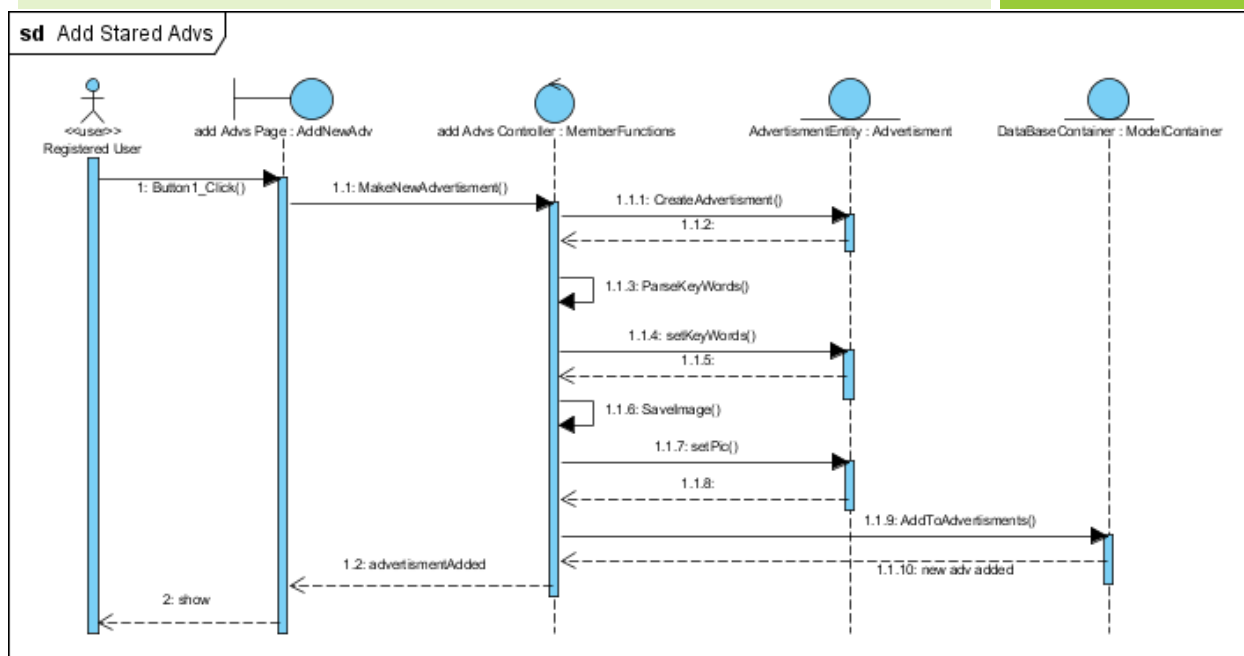 sd Add Stared Advs
<<user>>
Registered User
add Advs Page : AddNewAdv
add Advs Controller : MemberFunctions
AdvertismentEntity : Advertisment
DataBaseContainer : ModelContainer
1: Button1_Click()
1.1: MakeNewAdvertisment()
1.1.1: CreateAdvertisment()
1.1.2:
1.1.3: ParseKeyWords()
1.1.4: setKeyWords()
1.1.5:
1.1.6: SaveImage()
1.1.7: setPic()
1.1.8:
1.1.9: AddToAdvertisments()
1.1.10: new adv added
1.2: advertismentAdded
2: show